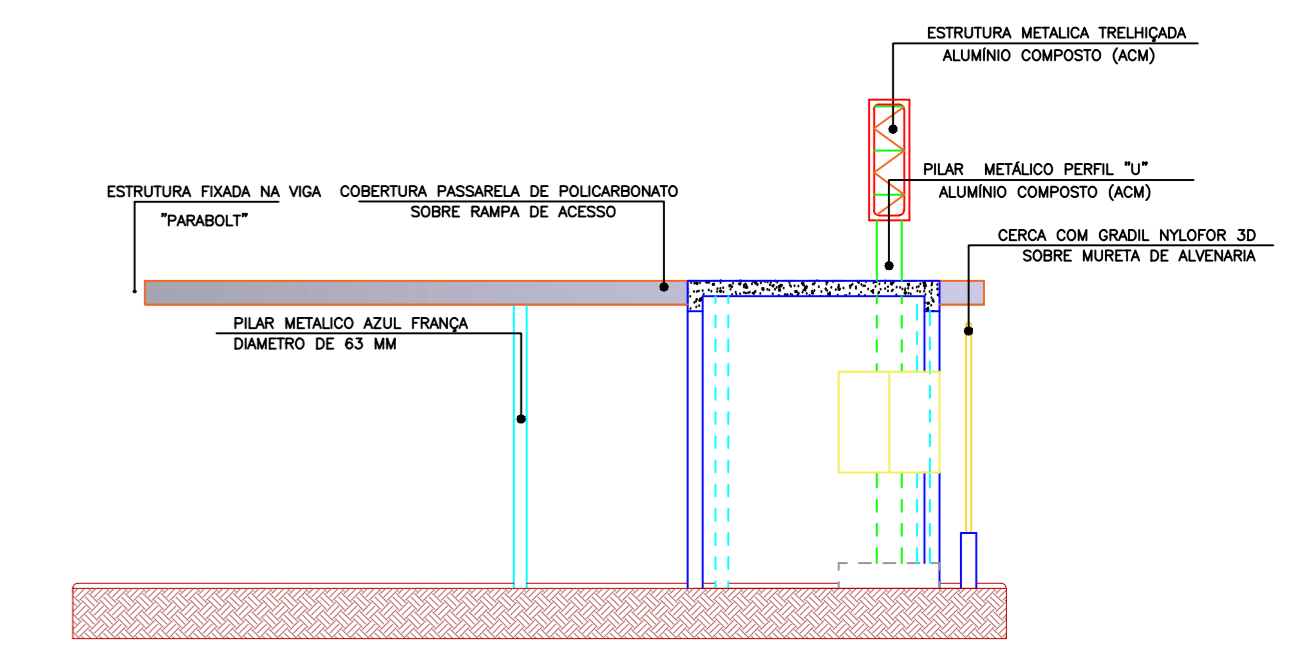 ESTRUTURA METALICA TRELHIÇADA
ALUMÍNIO COMPOSTO (ACM)
PILAR METÁLICO PERFIL "U"
ALUMÍNIO COMPOSTO (ACM)
ESTRUTURA FIXADA NA VIGA
"PARABOLT"
COBERTURA PASSARELA DE POLICARBONATO
SOBRE RAMPA DE ACESSO
CERCA COM GRADIL NYLOFOR 3D
SOBRE MURETA DE ALVENARIA
PILAR METALICO AZUL FRANÇA
DIAMETRO DE 63 MM